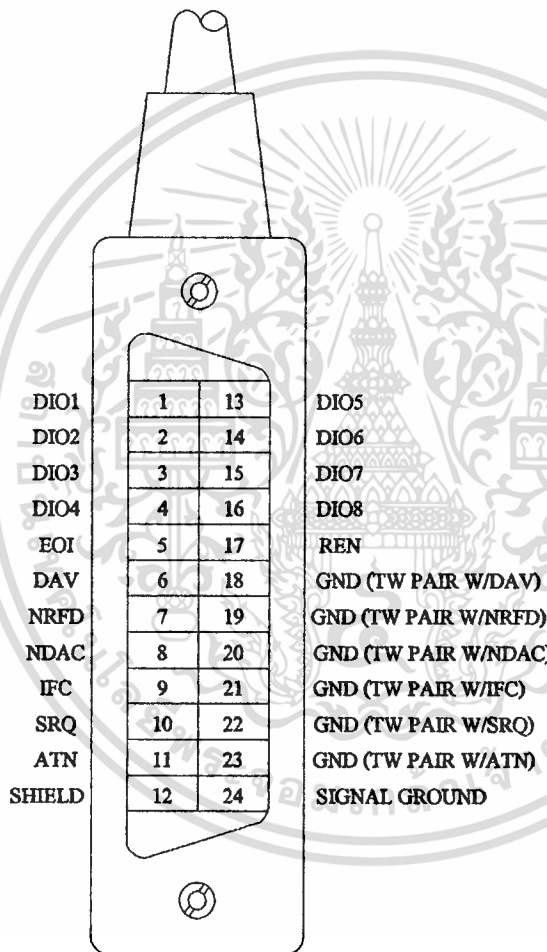 DIO1 1 13 DIO5
DIO2 2 14 DIO6
DIO3 3 15 DIO7
DIO4 4 16 DIO8
EOI 5 17 REN
DAV 6 18 GND (TW PAIR W/DAV)
NRFD 7 19 GND (TW PAIR W/NRFD)
NDAC 8 20 GND (TW PAIR W/NDAC)
IFC 9 21 GND (TW PAIR W/IFC)
SRQ 10 22 GND (TW PAIR W/SRQ)
ATN 11 23 GND (TW PAIR W/ATN)
SHIELD 12 24 SIGNAL GROUND